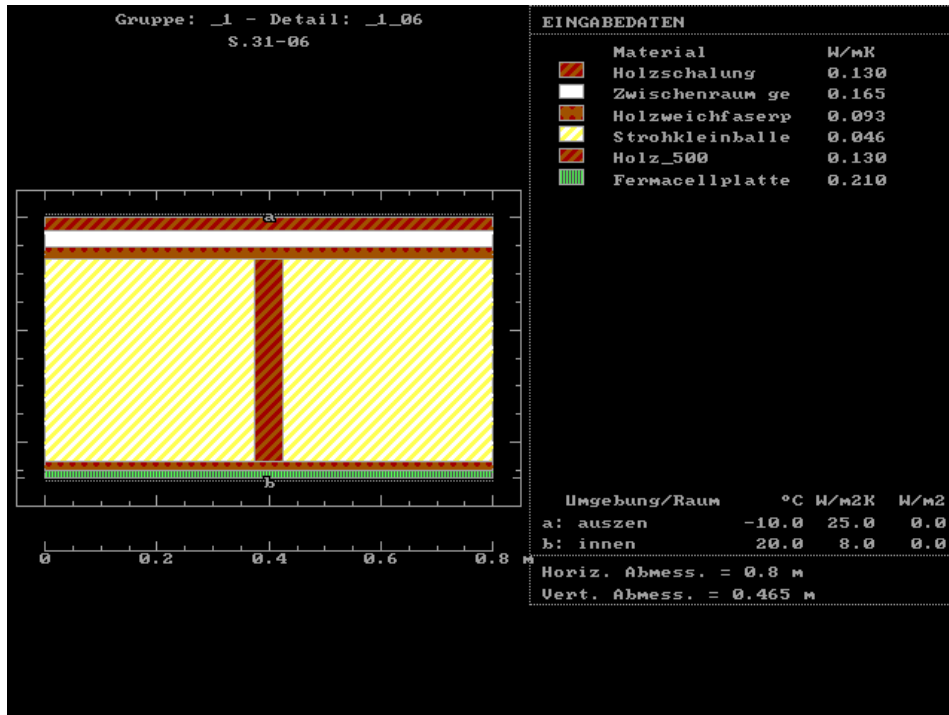 Gruppe: _1 - Detail: _1_06
S.31-06
a
b
0 0.2 0.4 0.6 0.8 m
EINGABEDATEN
Material W/mK
Holzschalung 0.130
Zwischenraum ge 0.165
Holzweichfaserp 0.093
Strohkleinballe 0.046
Holz_500 0.130
Fermacellplatte 0.210
Umgebung/Raum ºC W/m2K W/m2
a: auszen -10.0 25.0 0.0
b: innen 20.0 8.0 0.0
Horiz. Abmess. = 0.8 m
Vert. Abmess. = 0.465 m